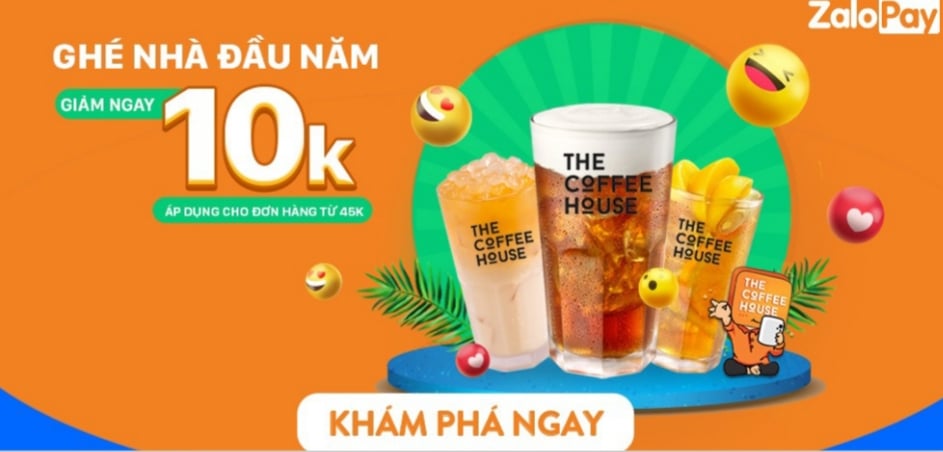 ZaloPay
GHÉ NHÀ ĐẦU NĂM
GIẢM NGAY
10K
ÁP DỤNG CHO ĐƠN HÀNG TỪ 45K
THE
COFFEE
HOUSE
THE
COFFEE
HOUSE
THE
COFFEE
HOUSE
THE
COFFEE
HOUSE
KHÁM PHÁ NGAY